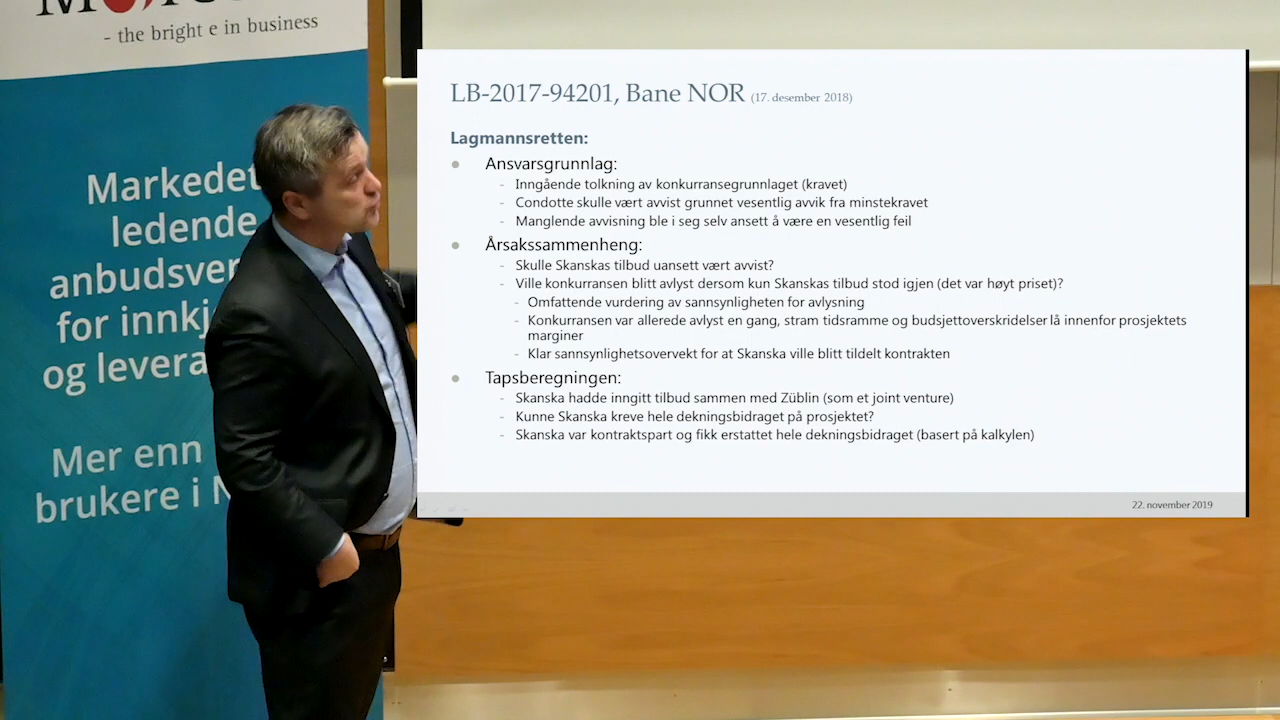 - the bright e in business
Markedet
ledende
for
og
Mer enn
brukere i
LB-2017-94201, Bane NOR (17. desember 2018)
Lagmannsretten:
● Ansvarsgrunnlag:
- Inngående tolkning av konkurransegrunnlaget (kravet)
- Condotte skulle vært avvist grunnet vesentlig avvik fra minstekravet
- Manglende avvisning ble i seg selv ansett å være en vesentlig feil
● Årsakssammenheng:
- Skulle Skanskas tilbud uansett vært avvist?
- Ville konkurransen blitt avlyst dersom kun Skanskas tilbud stod igjen (det var høyt priset)?
- Omfattende vurdering av sannsynligheten for avlysning
- Konkurransen var allerede avlyst en gang, stram tidsramme og budsjettoverskridelser lå innenfor prosjektets
marginer
- Klar sannsynlighetsovervekt for at Skanska ville blitt tildelt kontrakten
● Tapsberegningen:
- Skanska hadde inngitt tilbud sammen med Züblin (som et joint venture)
- Kunne Skanska kreve hele dekningsbidraget på prosjektet?
- Skanska var kontraktspart og fikk erstattet hele dekningsbidraget (basert på kalkylen)
22. november 2019